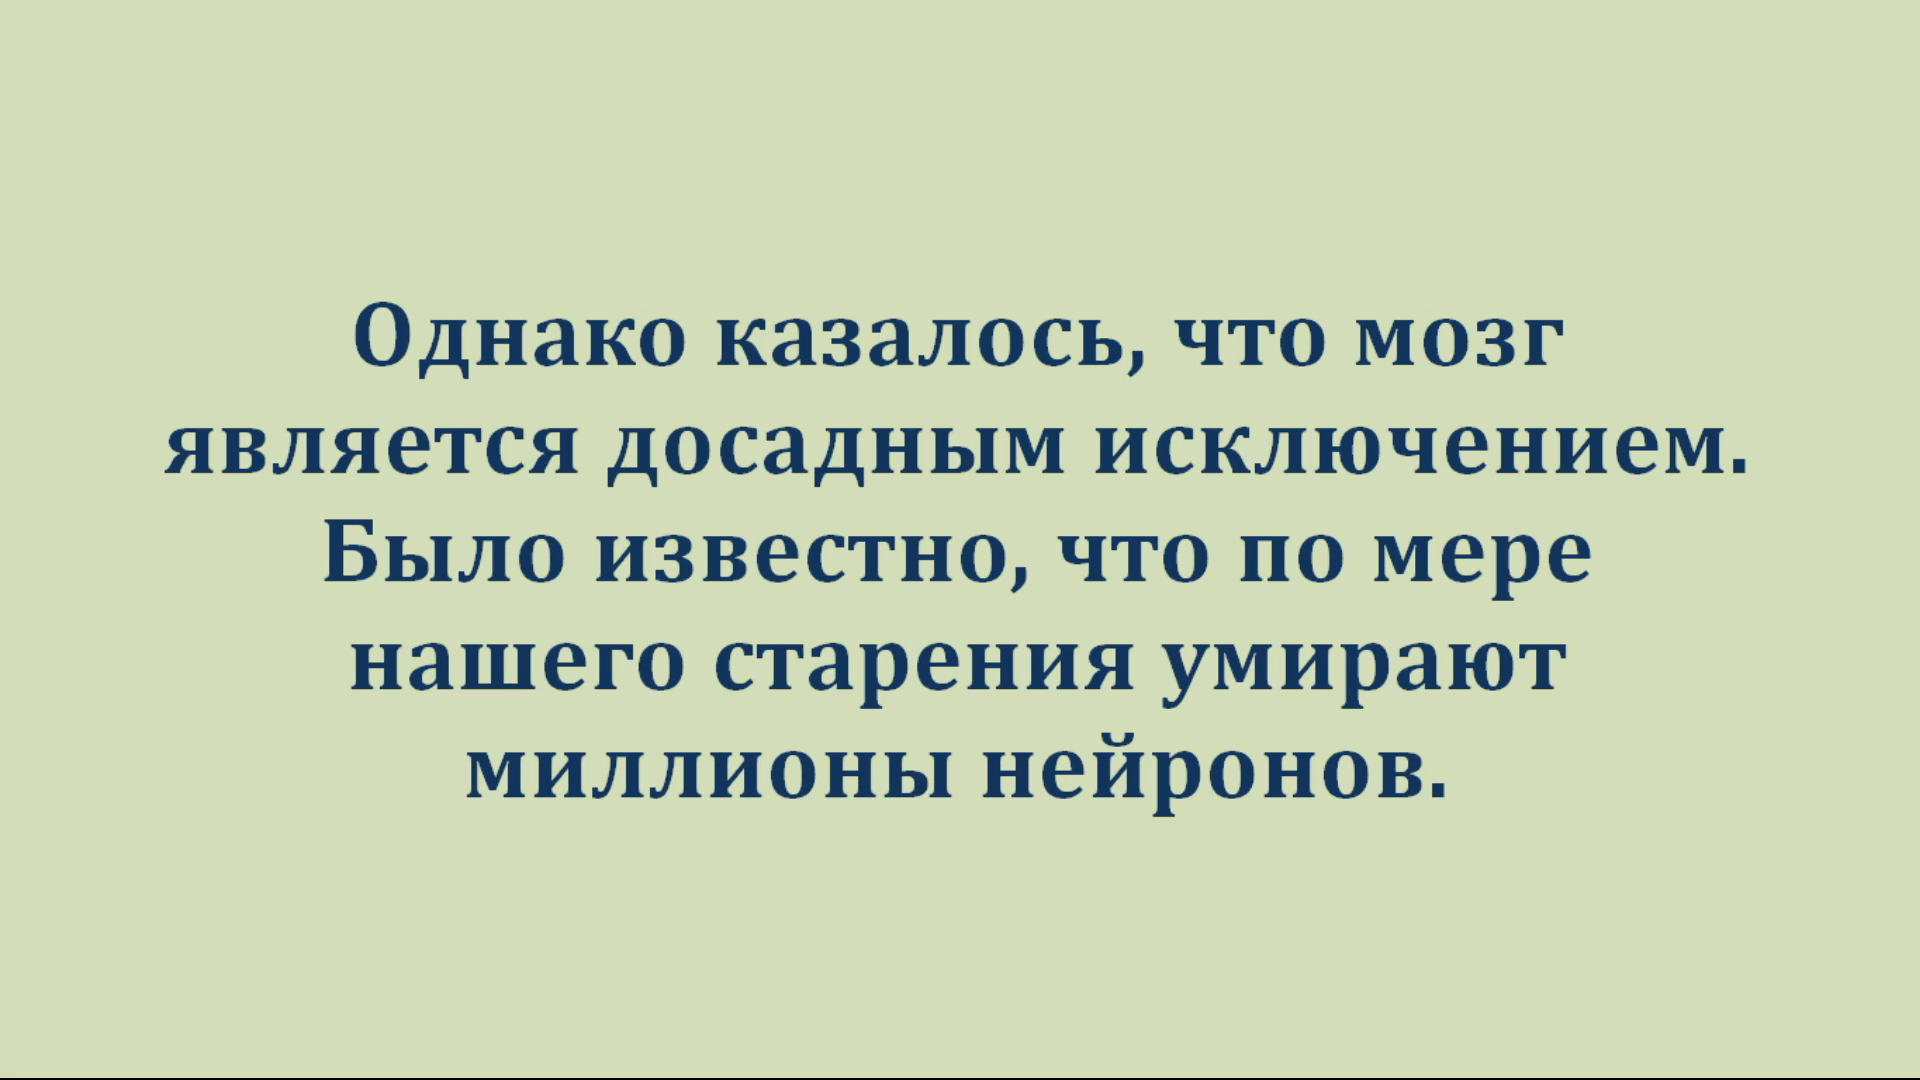 Однако казалось, что мозг
является досадным исключением.
Было известно, что по мере
нашего старения умирают
миллионы нейронов.